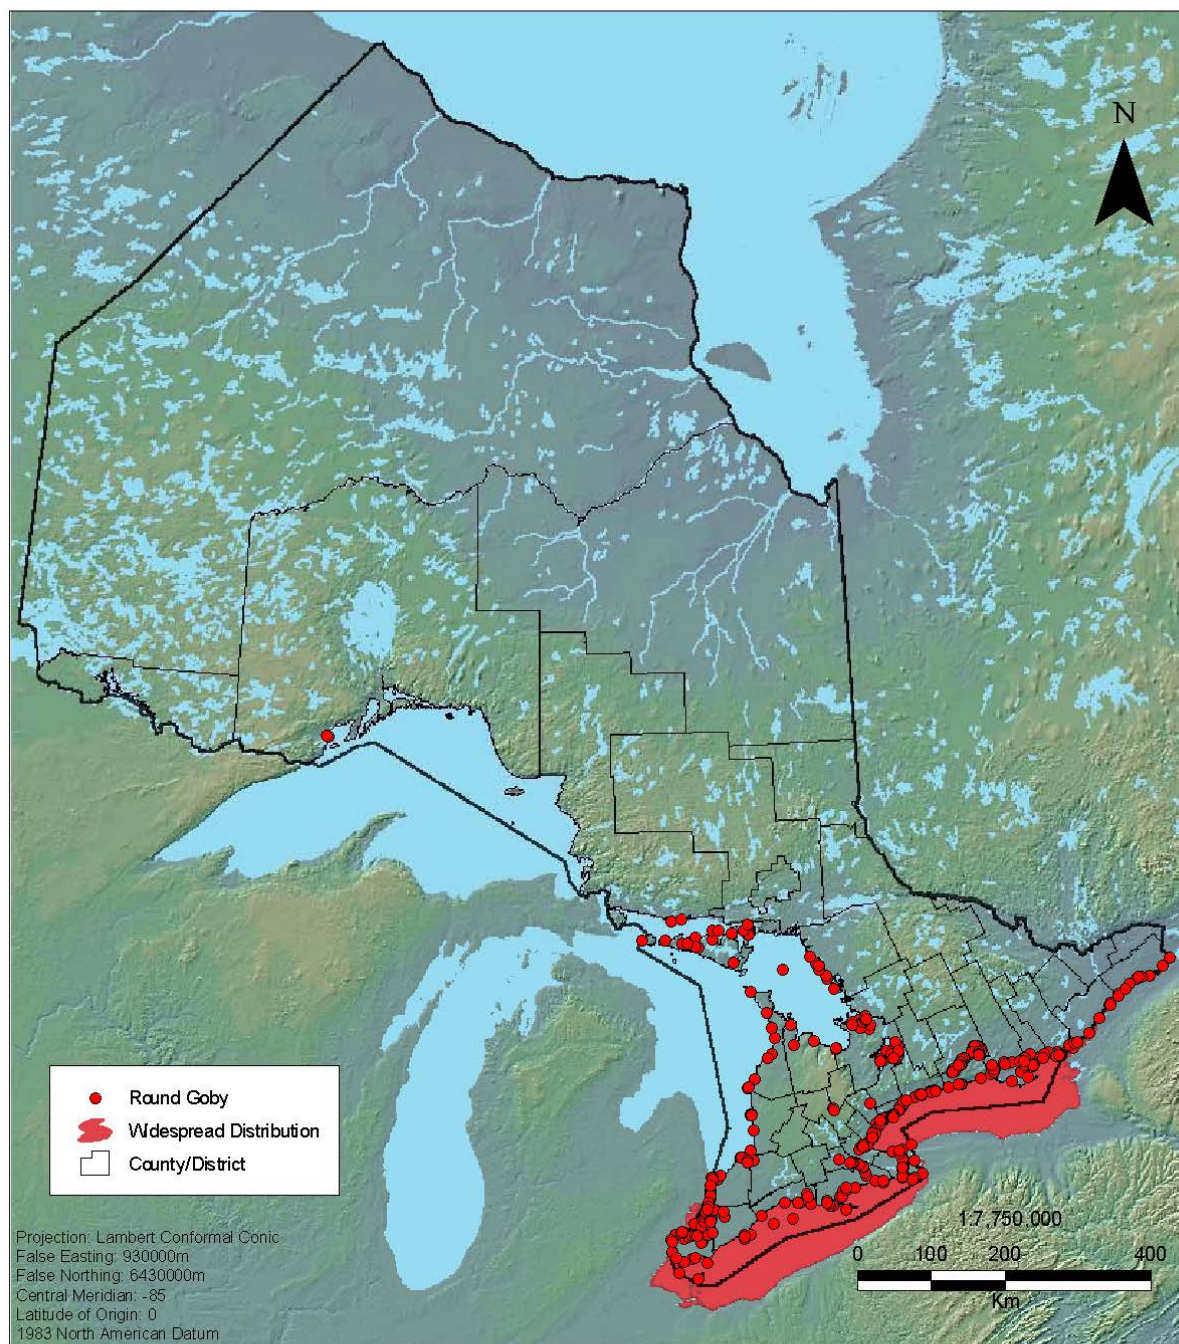 N
Round Goby
Widespread Distribution
County/District
Projection: Lambert Conformal Conic
False Easting: 930000m
False Northing: 6430000m
Central Meridian: -85
Latitude of Origin: 0
1983 North American Datum
1:7,750,000
0 100 200 400
Km